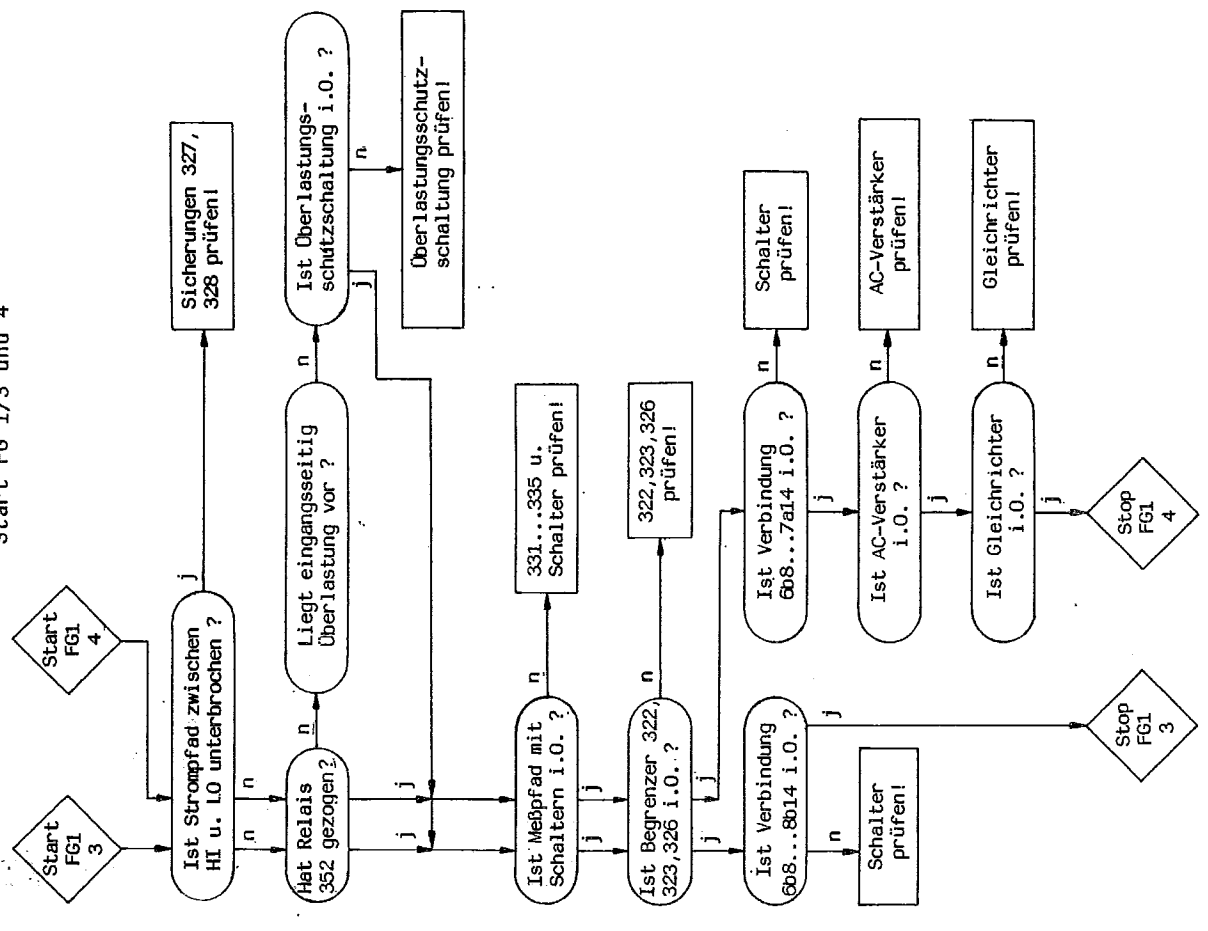 Start FG 1/3 und 4
Start
FG1
3
Start
FG1
4
Ist Strompfad zwischen
HI u. LO unterbrochen ?
j
Sicherungen 327,
328 prüfen!
n
n
Hat Relais
352 gezogen?
n
Liegt eingangsseitig
Überlastung vor ?
n
Ist Überlastungs-
schutzschaltung i.O. ?
j
n
Überlastungsschutz-
schaltung prüfen!
j
j
Ist Meßpfad mit
Schaltern i.O. ?
n
331...335 u.
Schalter prüfen!
j
j
Ist Begrenzer 322,
323,326 i.O. ?
n
322,323,326
prüfen!
j
j
Ist Verbindung
6b8...8b14 i.O. ?
n
j
Schalter
prüfen!
Stop
FG1
3
Ist Verbindung
6b8...7a14 i.O. ?
n
Schalter
prüfen!
j
Ist AC-Verstärker
i.O. ?
n
AC-Verstärker
prüfen!
j
Ist Gleichrichter
i.O. ?
n
Gleichrichter
prüfen!
j
Stop
FG1
4